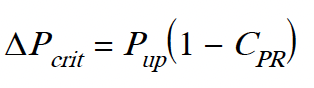 ΔP_crit = P_up(1 − C_PR)